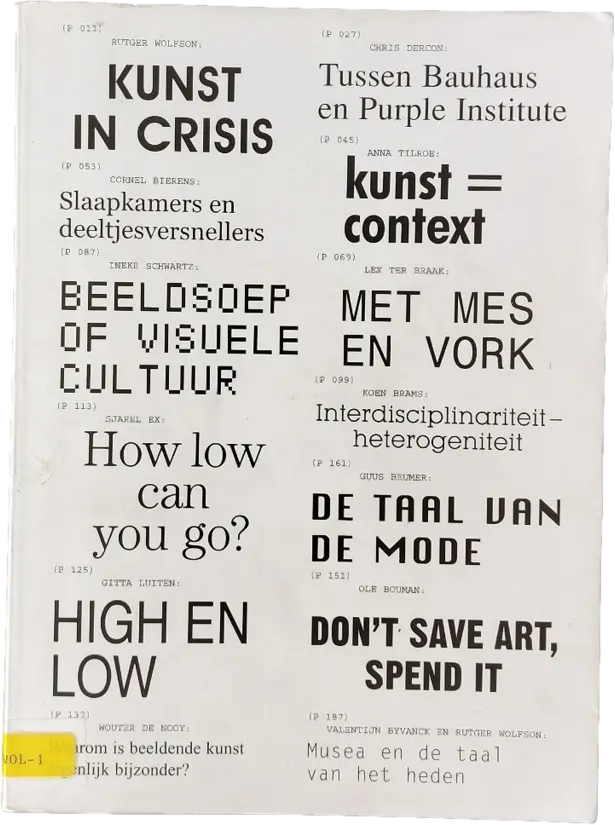 (P 011)
RUTGER WOLFSON:
KUNST
IN CRISIS
(P 053)
CORNEL BIERENS:
Slaapkamers en
deeltjesversnellers
(P 087)
INEKE SCHWARTZ:
BEELDSOEP
OF VISUELE
CULTUUR
(P 113)
SJAREL EX:
How low
can
you go?
(P 125)
GITTA LUITEN:
HIGH EN
LOW
(P 137)
WOUTER DE NOOY:
is beeldende kunst
bijzonder?
WOL-1
(P 027)
CHRIS DERCON:
Tussen Bauhaus
en Purple Institute
(P 045)
ANNA TILROE:
kunst =
context
(P 069)
LEX TER BRAAK:
MET MES
EN VORK
(P 099)
KOEN BRAMS:
Interdisciplinariteit–
heterogeniteit
(P 161)
GUUS BEUMER:
DE TAAL VAN
DE MODE
(P 151)
OLE BOUMAN:
DON'T SAVE ART,
SPEND IT
(P 187)
VALENTIJN BYVANCK EN RUTGER WOLFSON:
Musea en de taal
van het heden